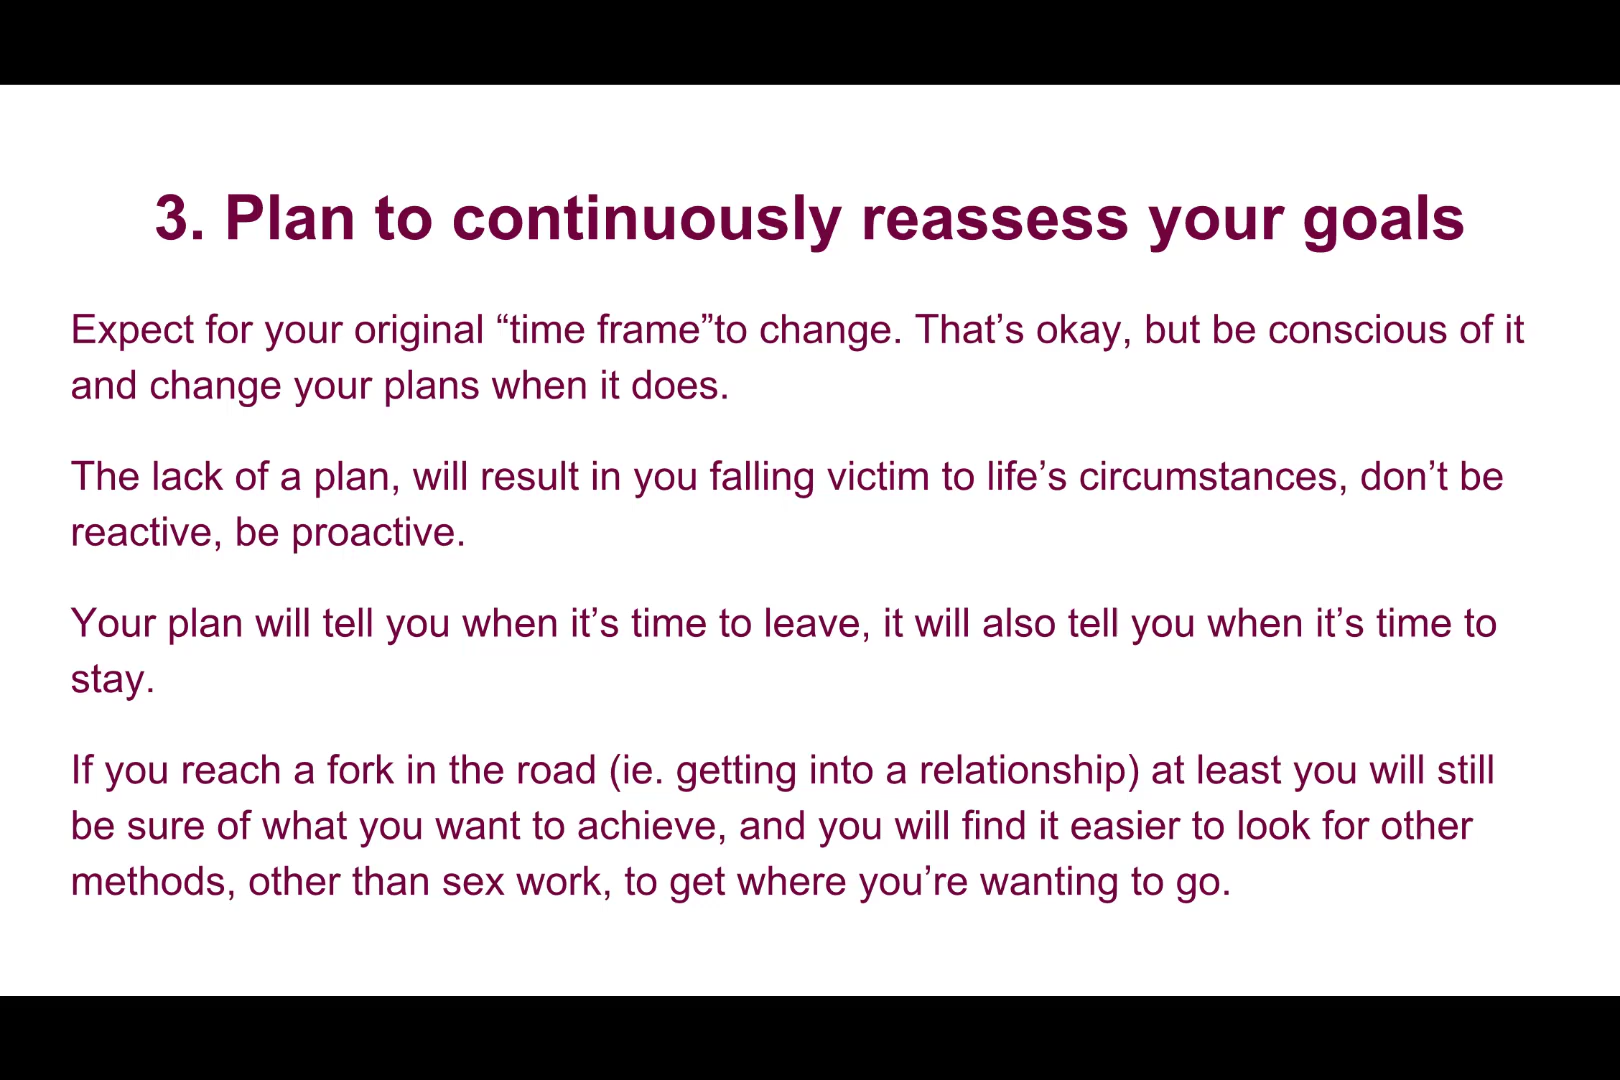 3. Plan to continuously reassess your goals
Expect for your original “time frame”to change. That’s okay, but be conscious of it
and change your plans when it does.
The lack of a plan, will result in you falling victim to life’s circumstances, don’t be
reactive, be proactive.
Your plan will tell you when it’s time to leave, it will also tell you when it’s time to
stay.
If you reach a fork in the road (ie. getting into a relationship) at least you will still
be sure of what you want to achieve, and you will find it easier to look for other
methods, other than sex work, to get where you’re wanting to go.